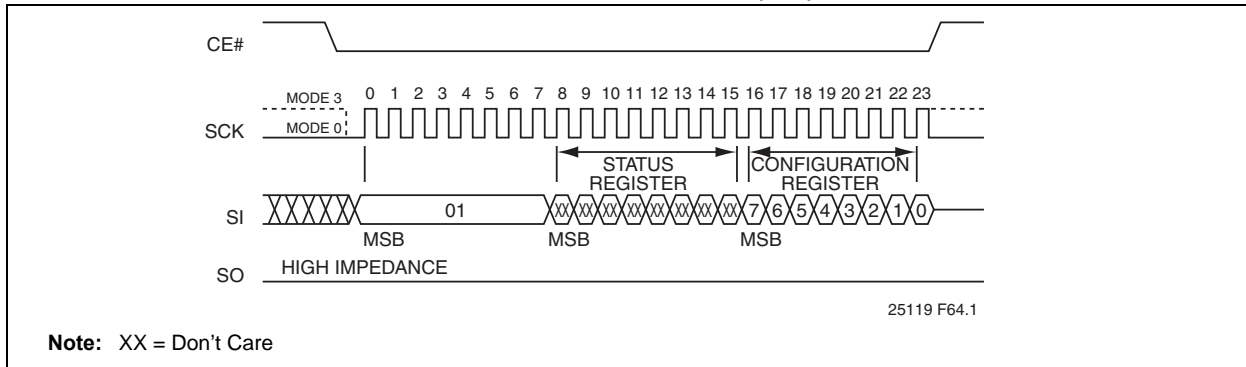 CE#
MODE 3 0 1 2 3 4 5 6 7 8 9 10 11 12 13 14 15 16 17 18 19 20 21 22 23
SCK MODE 0
STATUS REGISTER CONFIGURATION REGISTER
SI 01 XX XX XX XX XX XX XX XX 7 6 5 4 3 2 1 0
MSB MSB MSB
SO HIGH IMPEDANCE
25119 F64.1
Note: XX = Don't Care